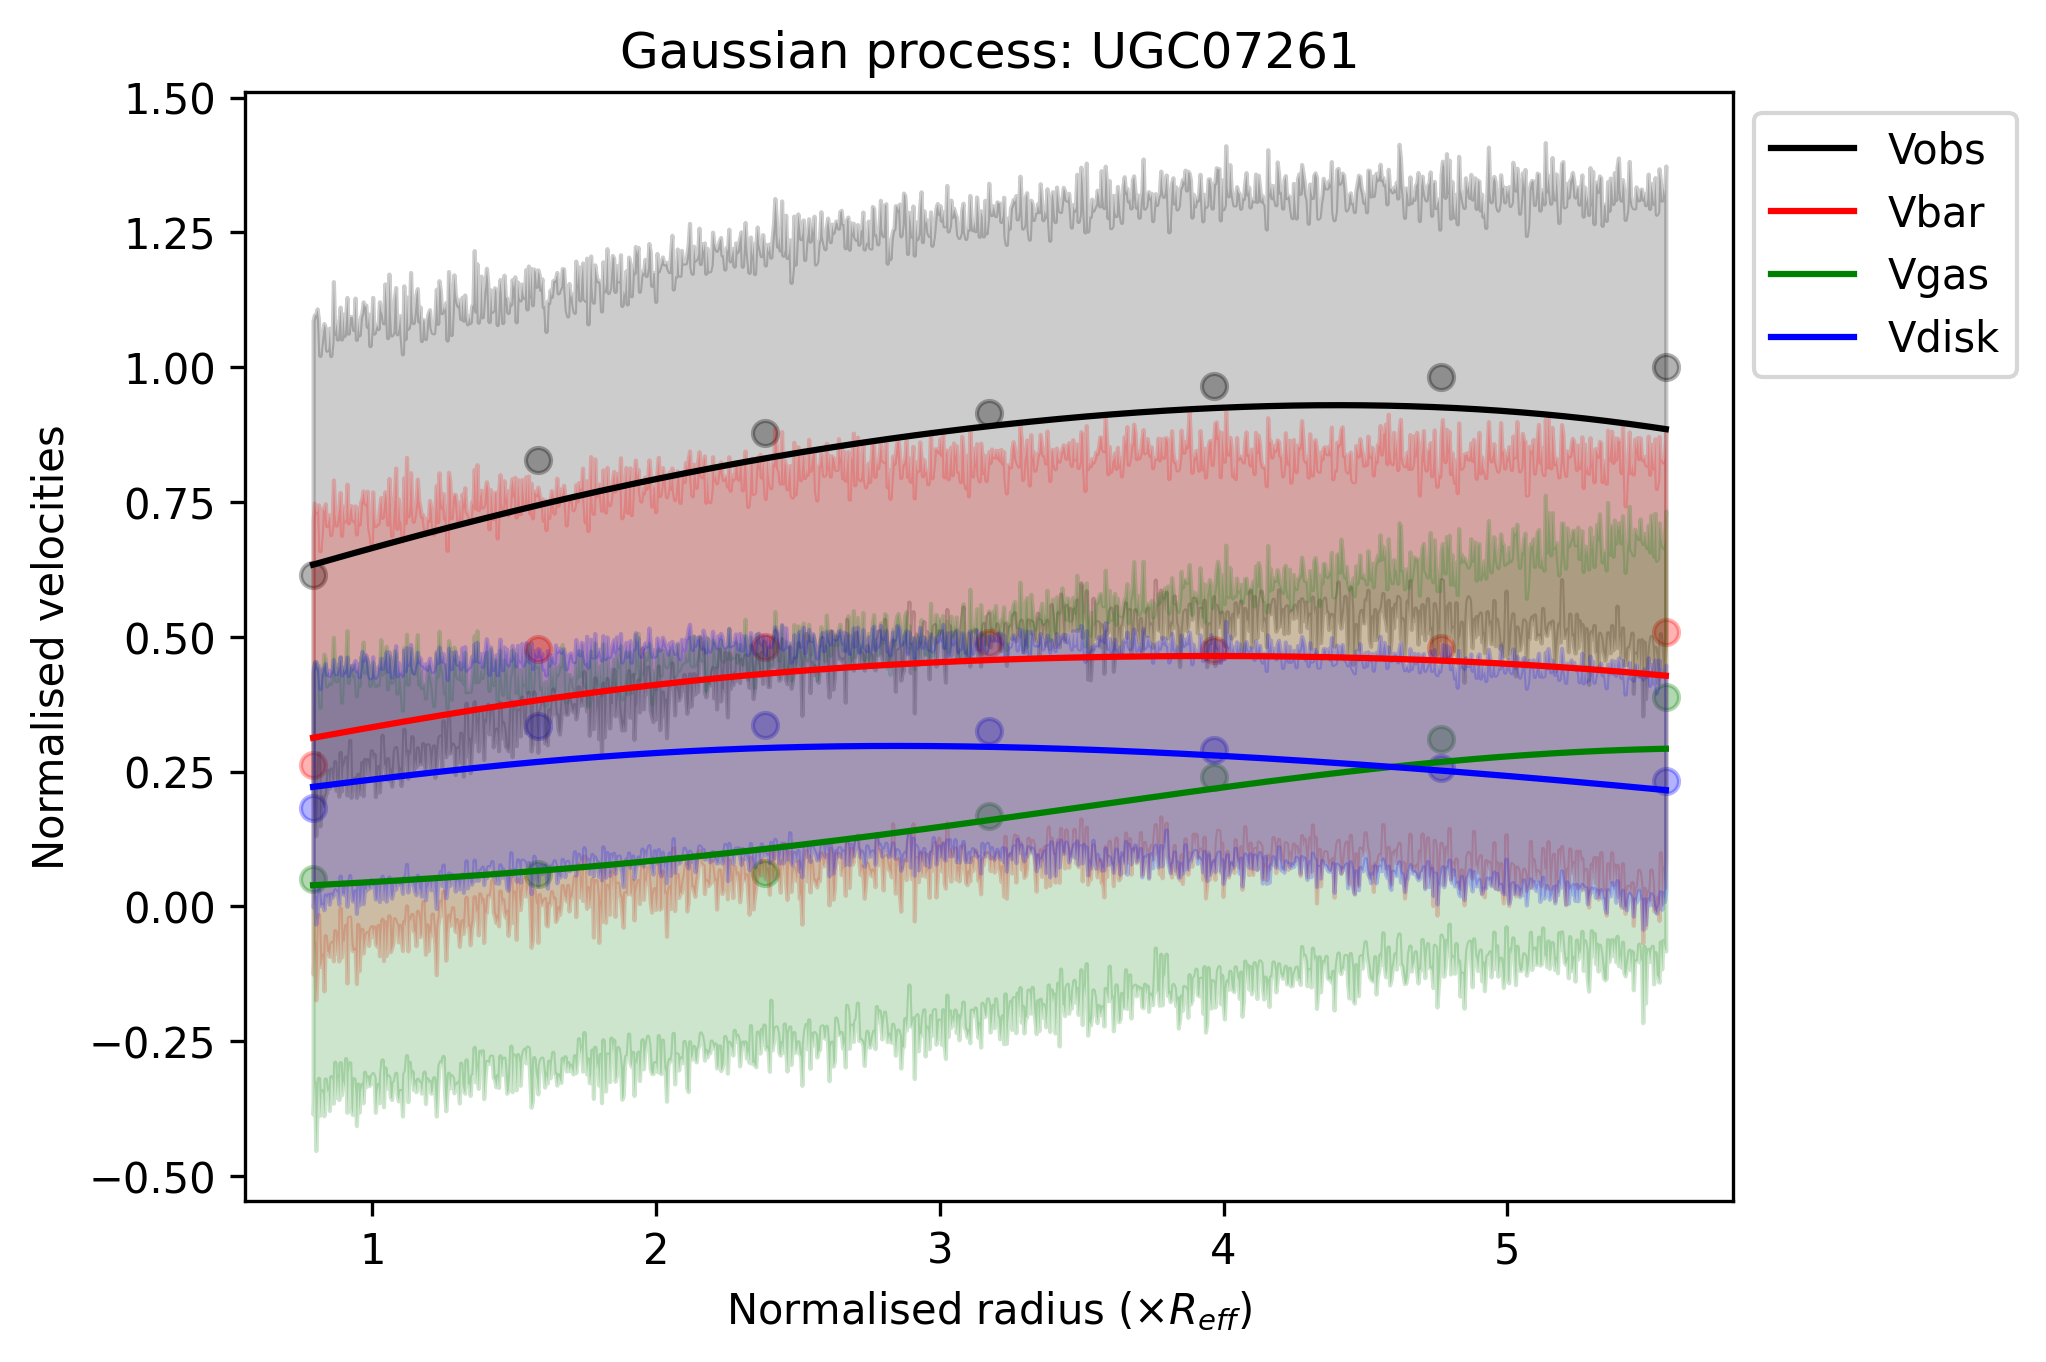 Gaussian process: UGC07261
1.50
1.25
1.00
0.75
0.50
0.25
0.00
−0.25
−0.50
Normalised velocities
1 2 3 4 5
Normalised radius (×R_eff)
Vobs
Vbar
Vgas
Vdisk